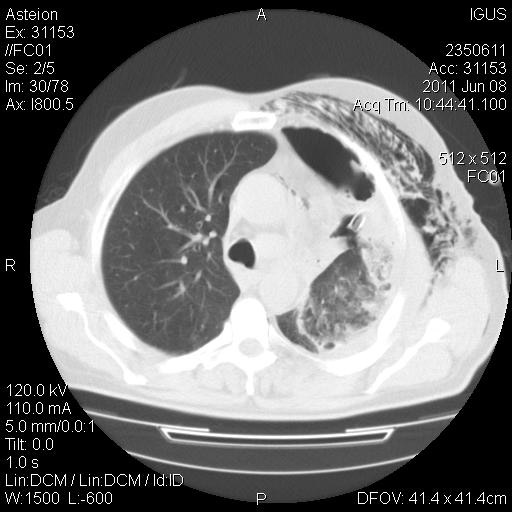 Asteion
Ex: 31153
//FC01
Se: 2/5
Im: 30/78
Ax: I800.5
A
IGUS
2350611
Acc: 31153
2011 Jun 08
Acq Tm: 10:44:41.100
512 x 512
FC01
R
L
120.0 kV
110.0 mA
5.0 mm/0.0:1
Tilt: 0.0
1.0 s
Lin:DCM / Lin:DCM / Id:ID
W:1500 L:-600
P
DFOV: 41.4 x 41.4cm